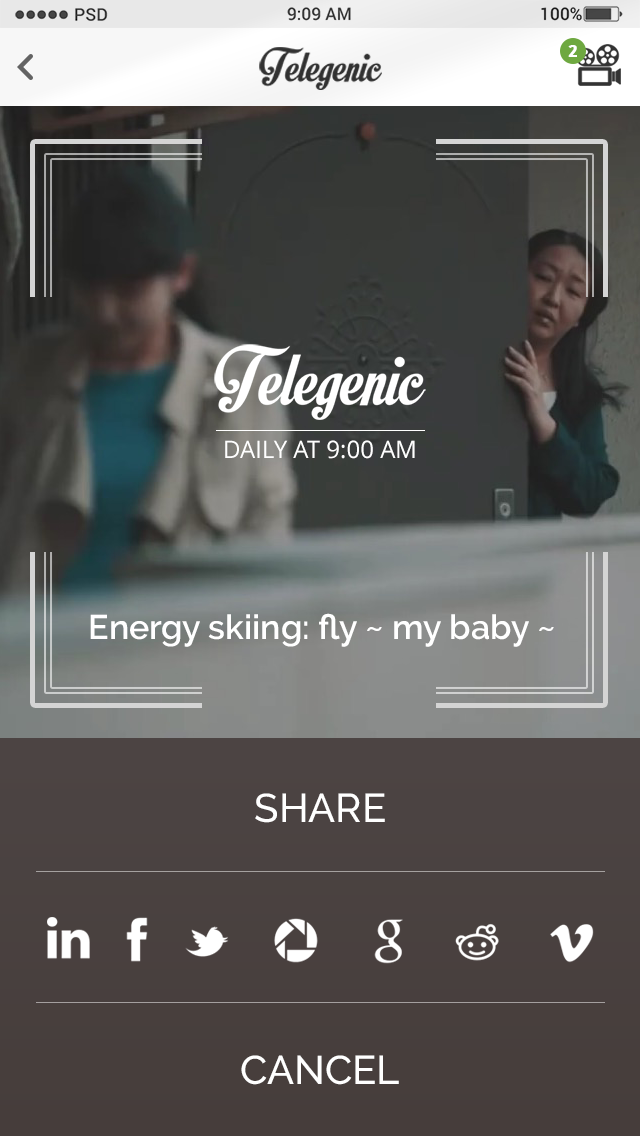 PSD
9:09 AM
100%
Telegenic
2
Telegenic
DAILY AT 9:00 AM
Energy skiing: fly ~ my baby ~
SHARE
CANCEL